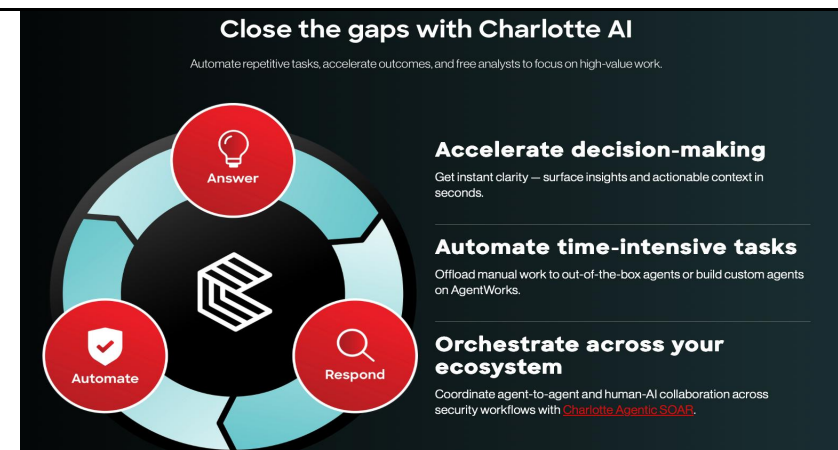 Close the gaps with Charlotte AI
Automate repetitive tasks, accelerate outcomes, and free analysts to focus on high-value work.
Answer
Automate
Respond
Accelerate decision-making
Get instant clarity — surface insights and actionable context in
seconds.
Automate time-intensive tasks
Offload manual work to out-of-the-box agents or build custom agents
on AgentWorks.
Orchestrate across your
ecosystem
Coordinate agent-to-agent and human-AI collaboration across
security workflows with Charlotte Agentic SOAR.